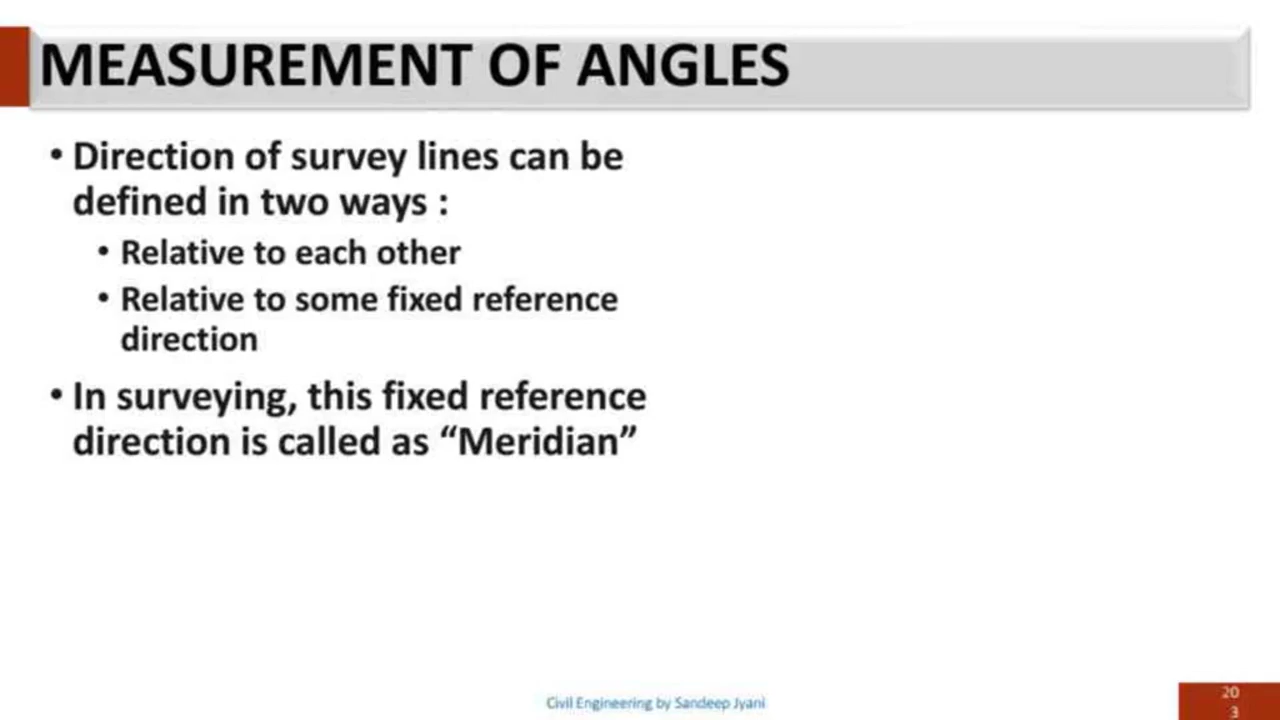 MEASUREMENT OF ANGLES
• Direction of survey lines can be
defined in two ways :
• Relative to each other
• Relative to some fixed reference
direction
• In surveying, this fixed reference
direction is called as “Meridian”
Civil Engineering by Sandeep Jyani
20
3